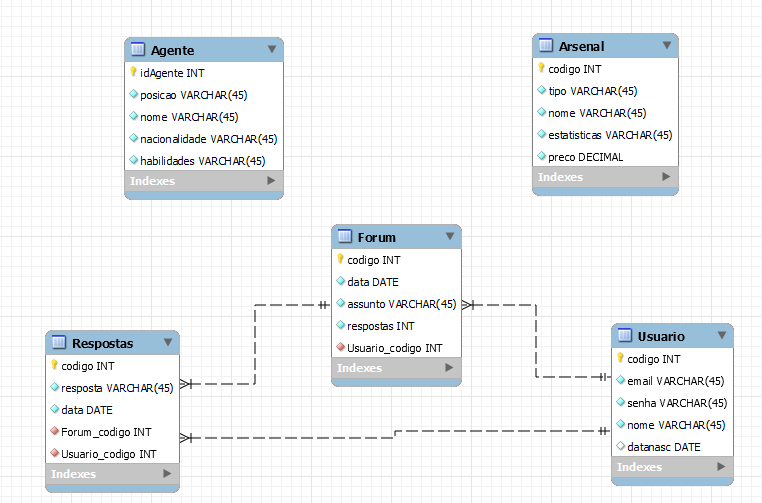 Agente
idAgente INT
posicao VARCHAR(45)
nome VARCHAR(45)
nacionalidade VARCHAR(45)
habilidades VARCHAR(45)
Indexes
Arsenal
codigo INT
tipo VARCHAR(45)
nome VARCHAR(45)
estatisticas VARCHAR(45)
preco DECIMAL
Indexes
Forum
codigo INT
data DATE
assunto VARCHAR(45)
respostas INT
Usuario_codigo INT
Indexes
Respostas
codigo INT
resposta VARCHAR(45)
data DATE
Forum_codigo INT
Usuario_codigo INT
Indexes
Usuario
codigo INT
email VARCHAR(45)
senha VARCHAR(45)
nome VARCHAR(45)
datanasc DATE
Indexes